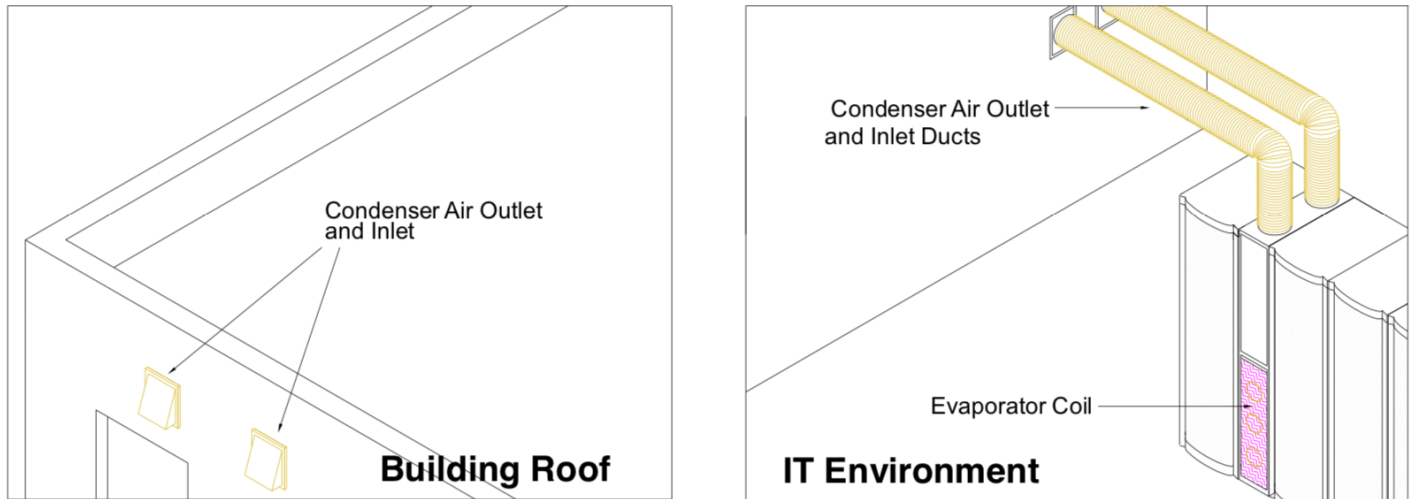 Condenser Air Outlet
and Inlet
Building Roof
Condenser Air Outlet
and Inlet Ducts
Evaporator Coil
IT Environment